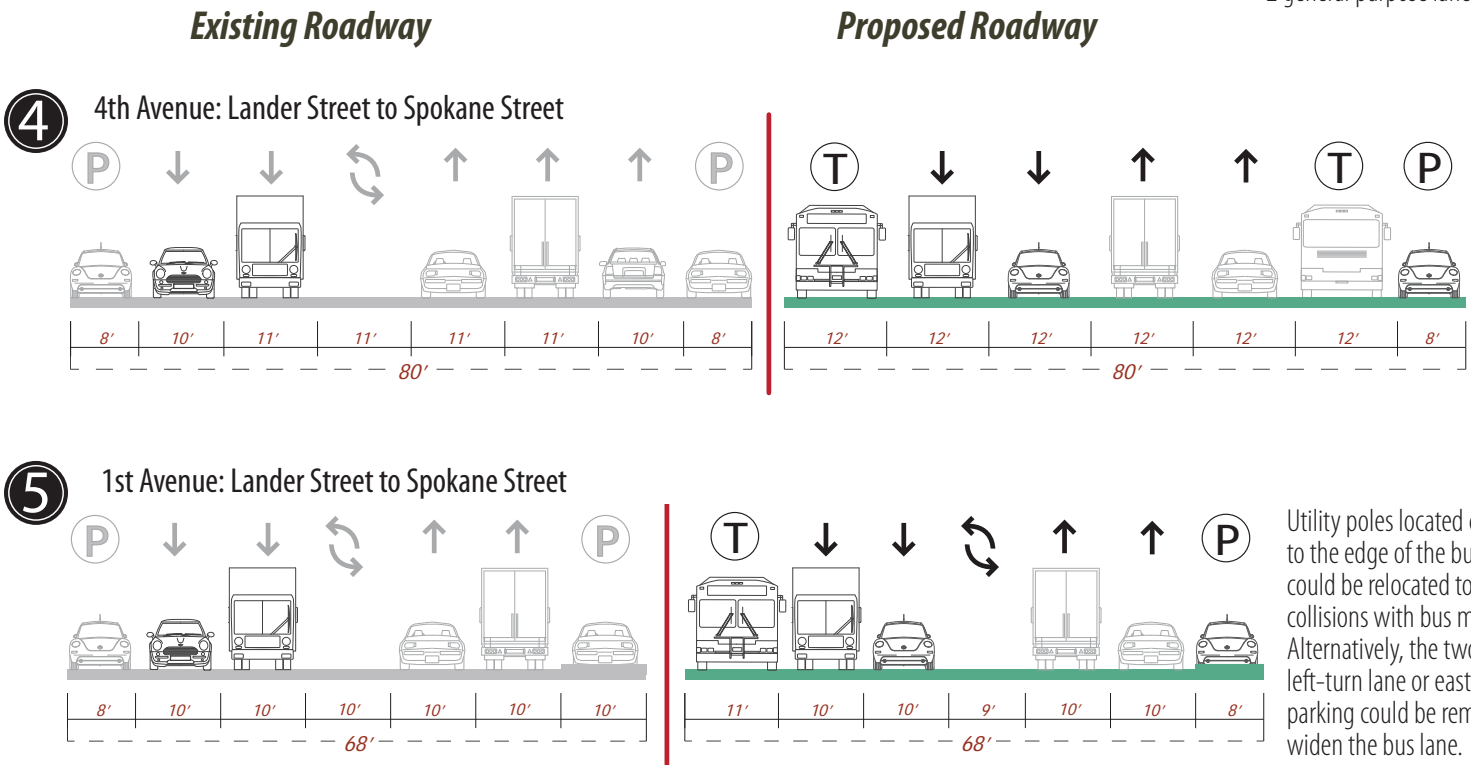 2 general purpose lane
Existing Roadway
Proposed Roadway
4
4th Avenue: Lander Street to Spokane Street
P
P
T
T
P
8' 10' 11' 11' 11' 11' 10' 8'
80'
12' 12' 12' 12' 12' 12' 8'
80'
5
1st Avenue: Lander Street to Spokane Street
P
P
T
P
8' 10' 10' 10' 10' 10' 10'
68'
11' 10' 10' 9' 10' 10' 8'
68'
Utility poles located
to the edge of the bu
could be relocated to
collisions with bus m
Alternatively, the two
left-turn lane or east
parking could be rem
widen the bus lane.